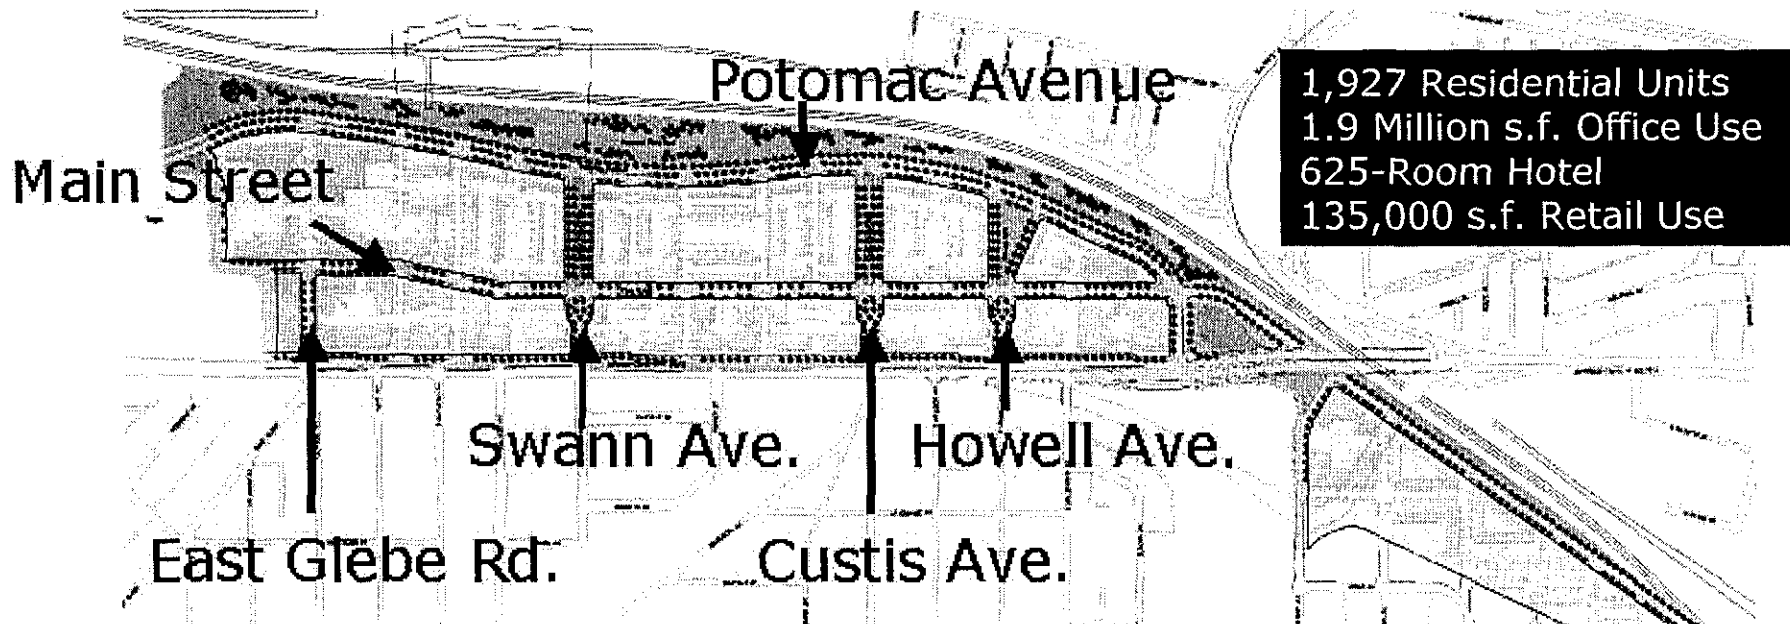 Potomac Avenue
1,927 Residential Units
1.9 Million s.f. Office Use
625-Room Hotel
135,000 s.f. Retail Use
Main Street
Swann Ave.
Howell Ave.
East Glebe Rd.
Custis Ave.